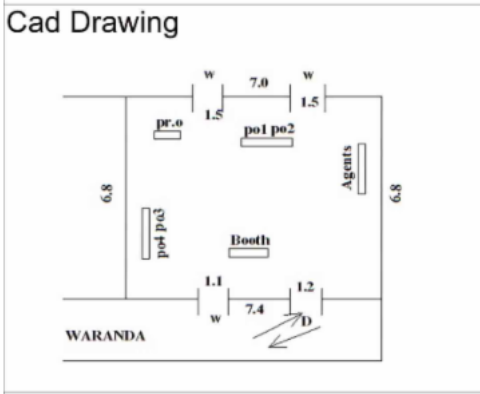 Cad Drawing
w
7.0
w
1.5
1.5
pr.o
po1 po2
Agents
6.8
6.8
po4 po3
Booth
1.1
1.2
7.4
w
D
WARANDA